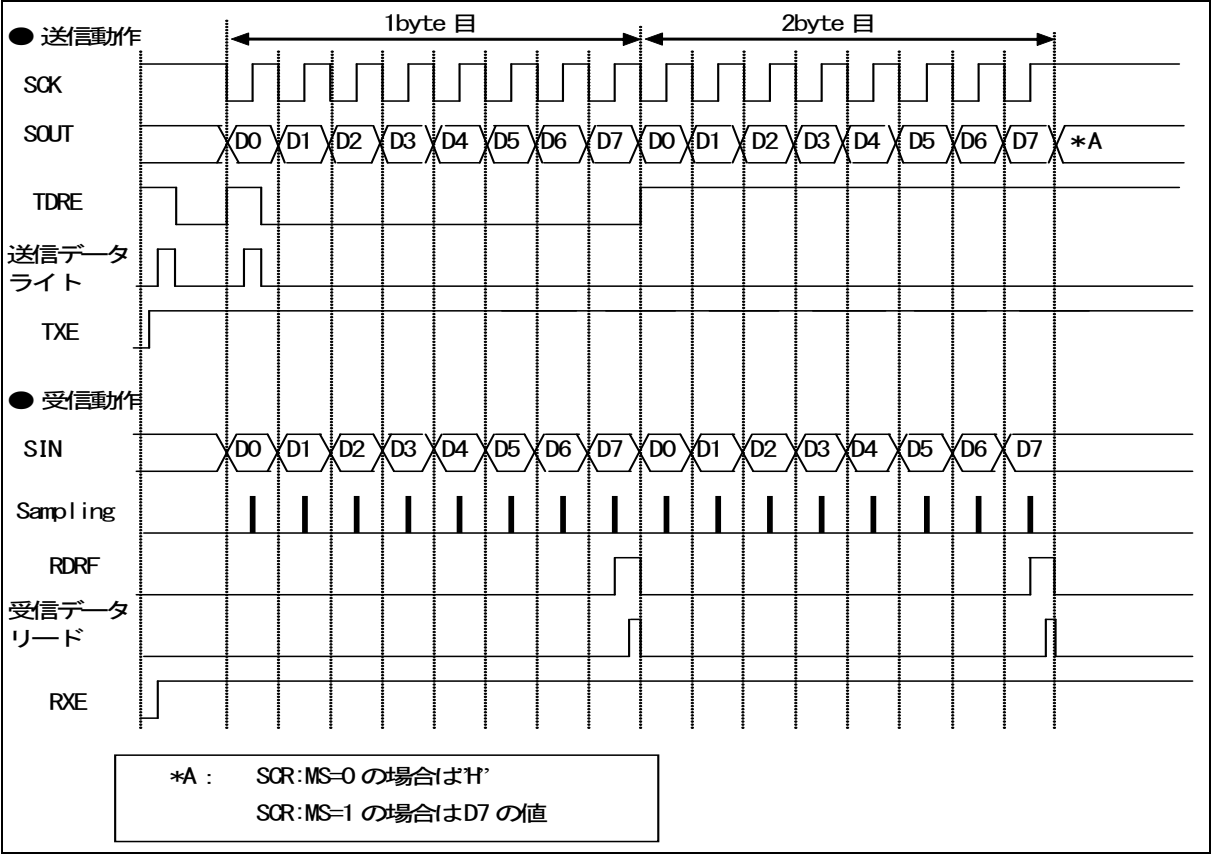 1byte 目 2byte 目
● 送信動作
SCK
SOUT D0 D1 D2 D3 D4 D5 D6 D7 D0 D1 D2 D3 D4 D5 D6 D7 *A
TDRE
送信データ
ライト
TXE
● 受信動作
SIN D0 D1 D2 D3 D4 D5 D6 D7 D0 D1 D2 D3 D4 D5 D6 D7
Sampling
RDRF
受信データ
リード
RXE
*A : SCR:MS=0 の場合は"H"
SCR:MS=1 の場合はD7 の値